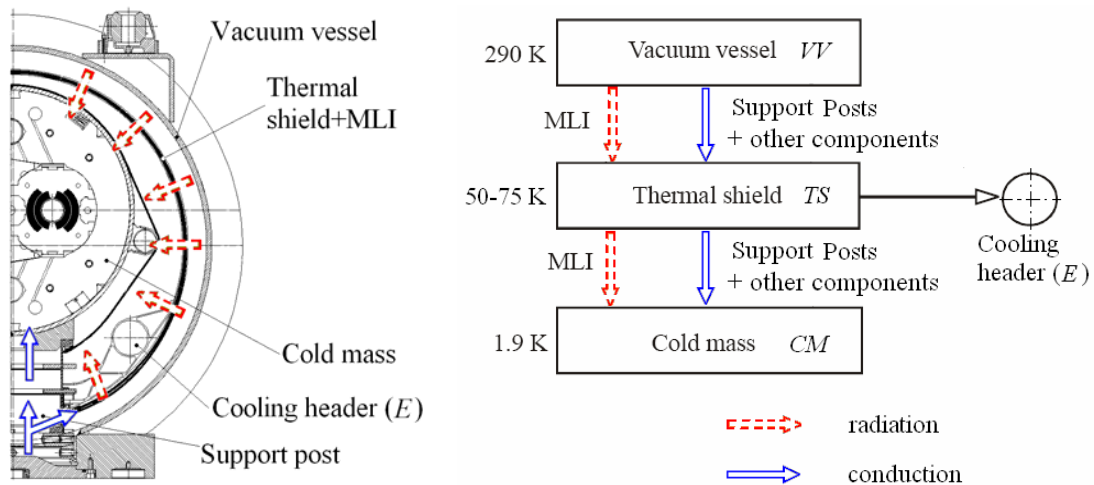 Vacuum vessel
Thermal
shield+MLI
Cold mass
Cooling header (E)
Support post
290 K
Vacuum vessel VV
MLI
Support Posts
+ other components
50-75 K
Thermal shield TS
Cooling
header (E)
MLI
Support Posts
+ other components
1.9 K
Cold mass CM
radiation
conduction